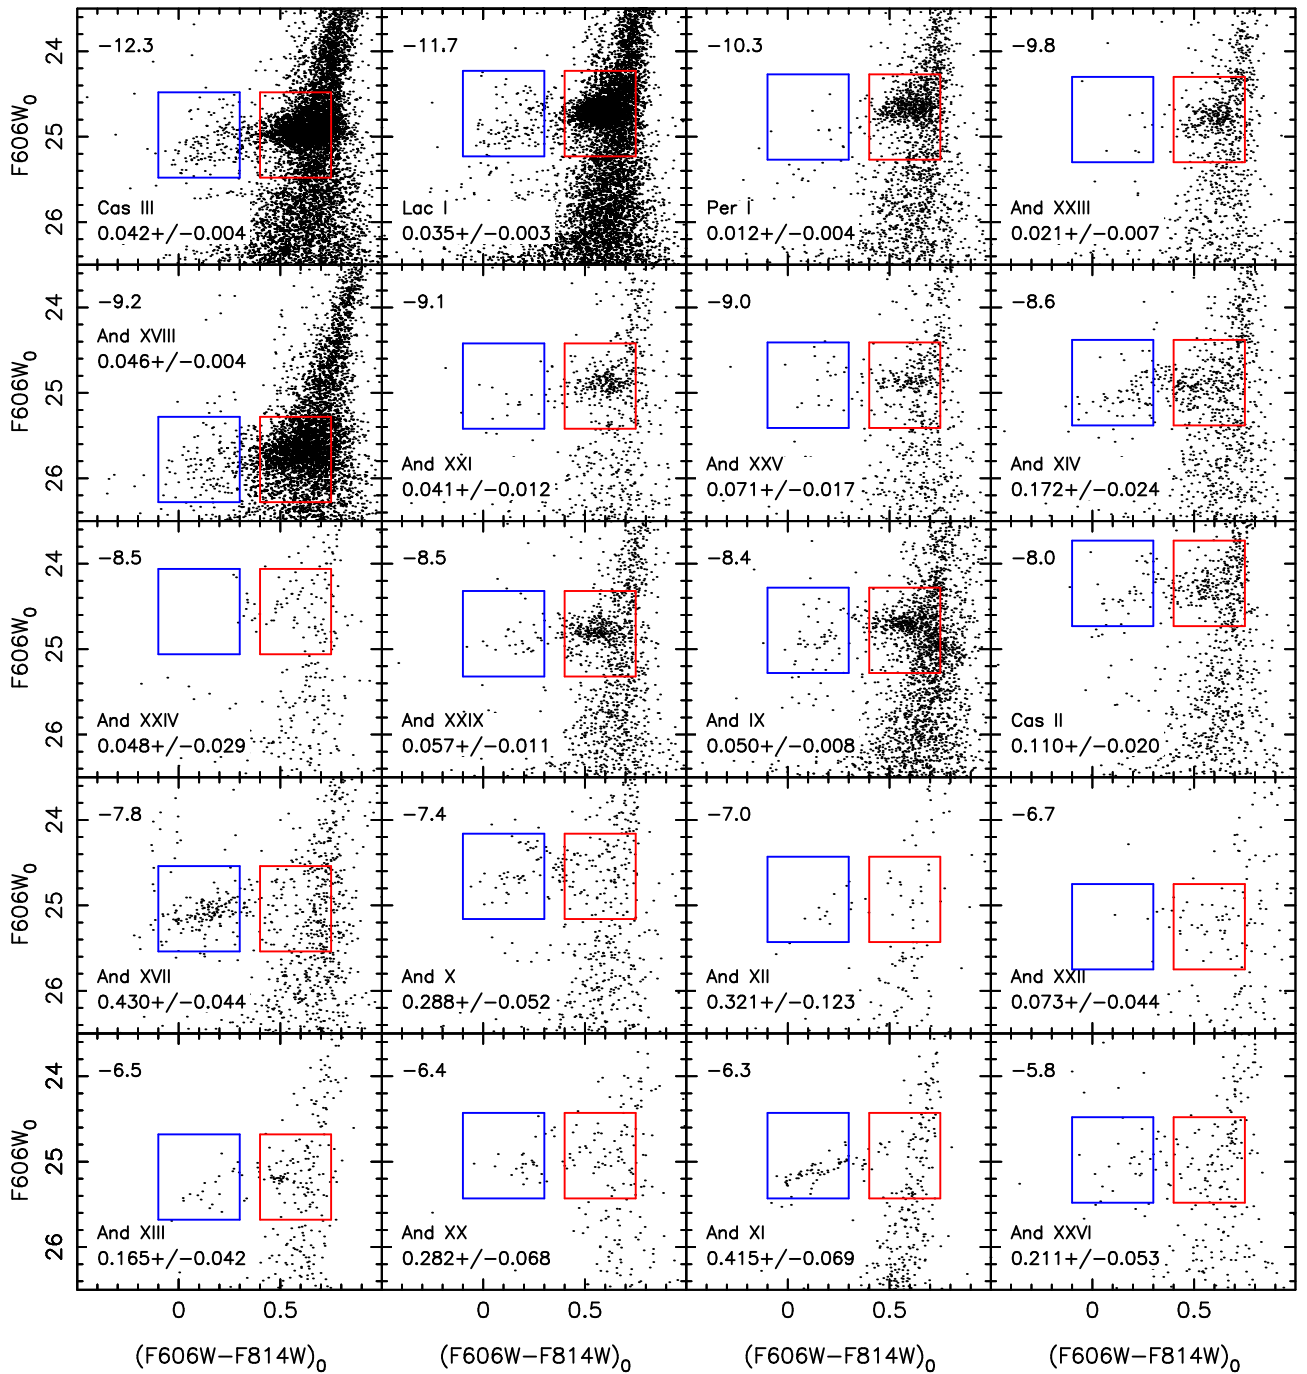 −12.3
Cas III
0.042+/−0.004
−11.7
Lac I
0.035+/−0.003
−10.3
Per I
0.012+/−0.004
−9.8
And XXIII
0.021+/−0.007
24
25
26
F606W0
−9.2
And XVIII
0.046+/−0.004
−9.1
And XXI
0.041+/−0.012
−9.0
And XXV
0.071+/−0.017
−8.6
And XIV
0.172+/−0.024
24
25
26
F606W0
−8.5
And XXIV
0.048+/−0.029
−8.5
And XXIX
0.057+/−0.011
−8.4
And IX
0.050+/−0.008
−8.0
Cas II
0.110+/−0.020
24
25
26
F606W0
−7.8
And XVII
0.430+/−0.044
−7.4
And X
0.288+/−0.052
−7.0
And XII
0.321+/−0.123
−6.7
And XXII
0.073+/−0.044
24
25
26
F606W0
−6.5
And XIII
0.165+/−0.042
−6.4
And XX
0.282+/−0.068
−6.3
And XI
0.415+/−0.069
−5.8
And XXVI
0.211+/−0.053
24
25
26
F606W0
0 0.5 0 0.5 0 0.5 0 0.5
(F606W−F814W)0 (F606W−F814W)0 (F606W−F814W)0 (F606W−F814W)0